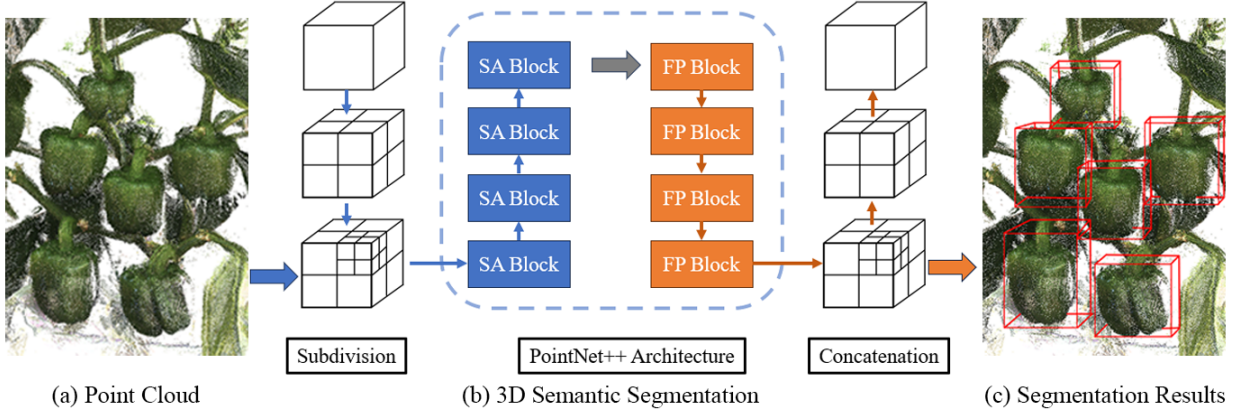 SA Block
FP Block
SA Block
FP Block
SA Block
FP Block
SA Block
FP Block
Subdivision
PointNet++ Architecture
Concatenation
(a) Point Cloud
(b) 3D Semantic Segmentation
(c) Segmentation Results